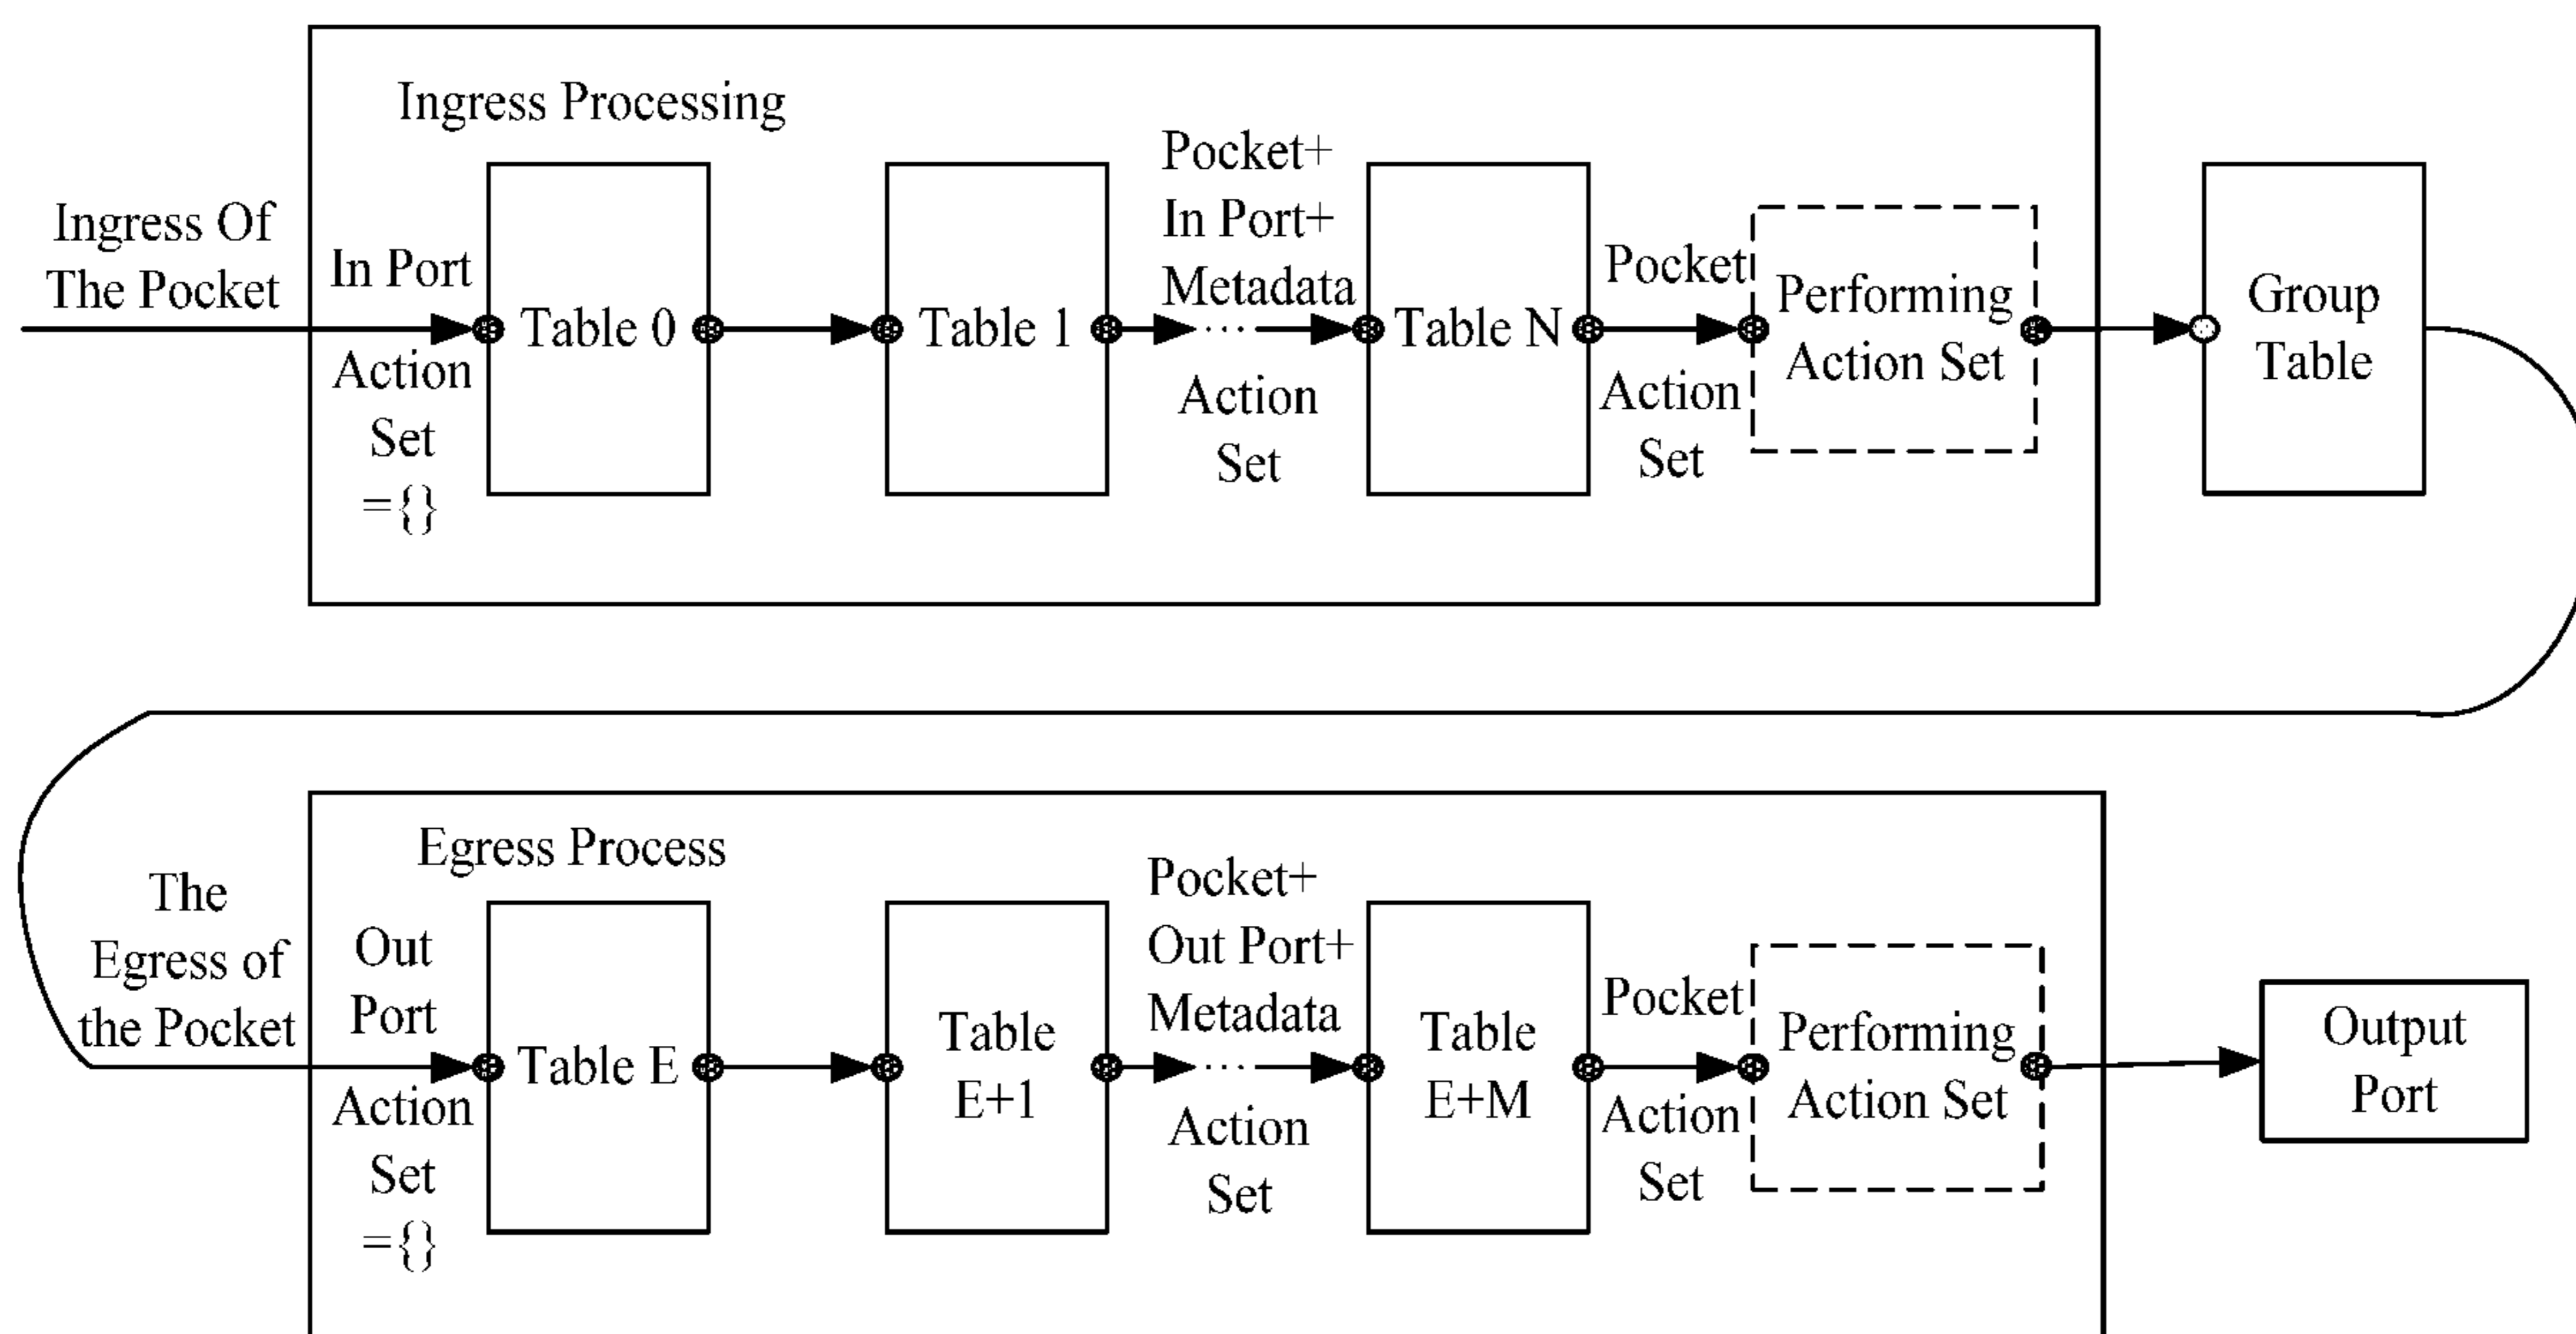 Ingress Processing
Ingress Of
The Pocket
In Port
Action
Set
={}
Table 0
Table 1
Pocket+
In Port+
Metadata
...
Action
Set
Table N
Pocket
Action
Set
Performing
Action Set
Group
Table
Egress Process
The
Egress of
the Pocket
Out
Port
Action
Set
={}
Table E
Table
E+1
Pocket+
Out Port+
Metadata
...
Action
Set
Table
E+M
Pocket
Action
Set
Performing
Action Set
Output
Port